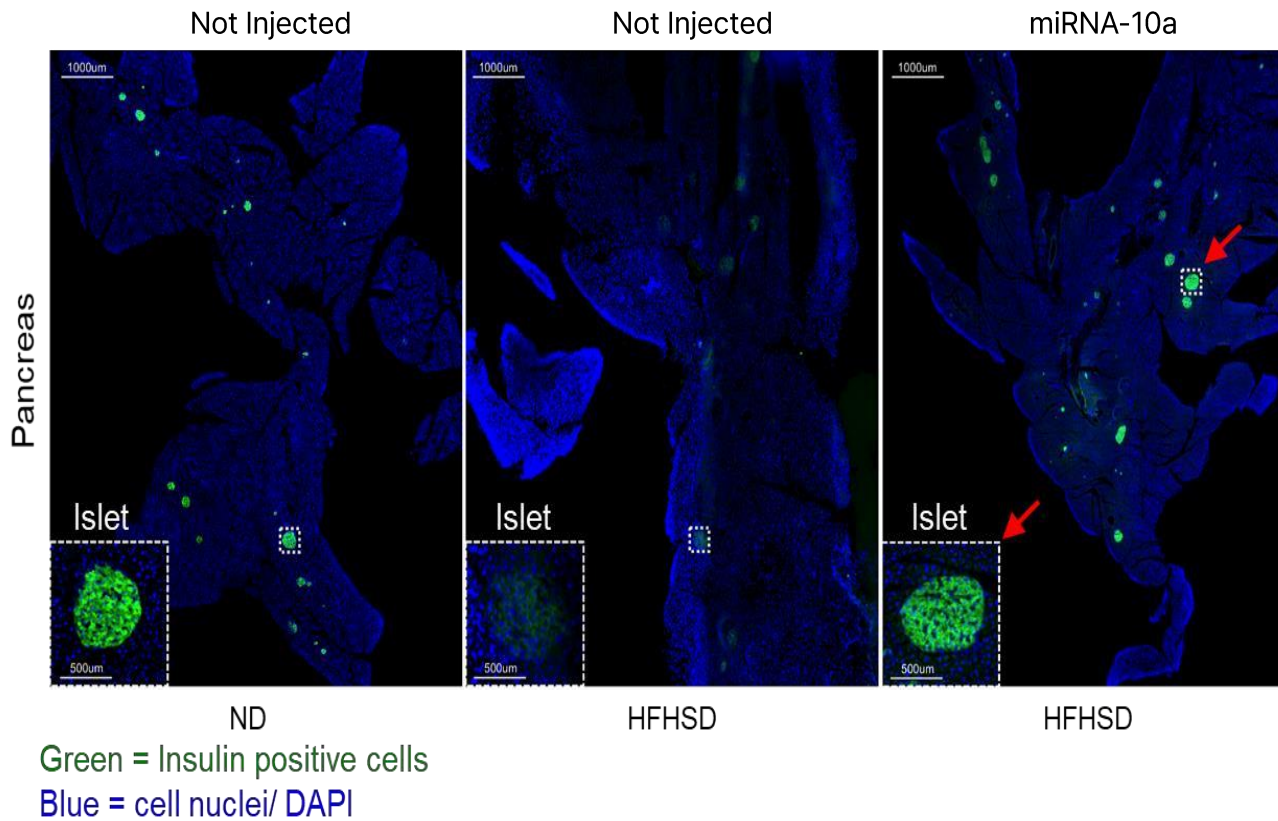 Not Injected
Not Injected
miRNA-10a
1000um
1000um
1000um
Pancreas
Islet
Islet
Islet
500um
500um
500um
ND
HFHSD
HFHSD
Green = Insulin positive cells
Blue = cell nuclei/ DAPI